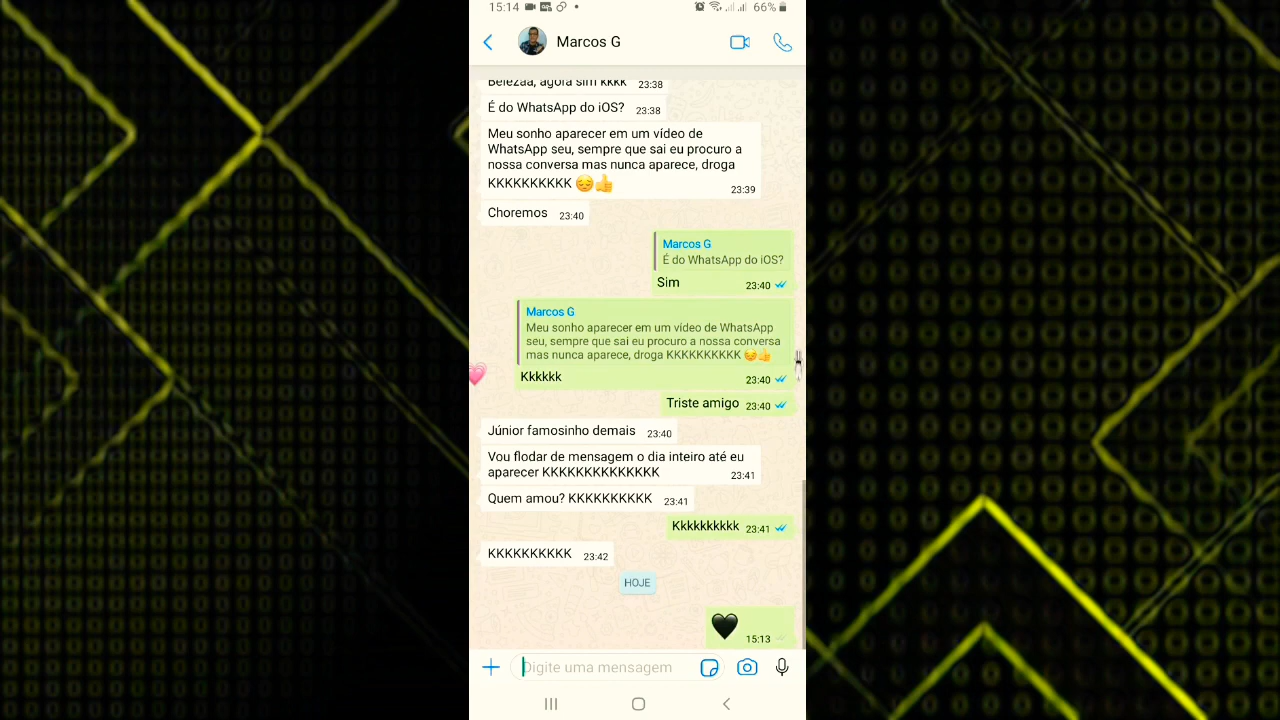 15:14 66%
Marcos G
Belezaa, agora sim kkkk 23:38
É do WhatsApp do iOS? 23:38
Meu sonho aparecer em um vídeo de
WhatsApp seu, sempre que sai eu procuro a
nossa conversa mas nunca aparece, droga
KKKKKKKKKK 😔👍 23:39
Choremos 23:40
Marcos G
É do WhatsApp do iOS?
Sim 23:40
Marcos G
Meu sonho aparecer em um vídeo de WhatsApp
seu, sempre que sai eu procuro a nossa conversa
mas nunca aparece, droga KKKKKKKKKK 😔👍
Kkkkkk 23:40
Triste amigo 23:40
Júnior famosinho demais 23:40
Vou flodar de mensagem o dia inteiro até eu
aparecer KKKKKKKKKKKKKK 23:41
Quem amou? KKKKKKKKKK 23:41
Kkkkkkkkkk 23:41
KKKKKKKKKK 23:42
HOJE
🖤 15:13
Digite uma mensagem